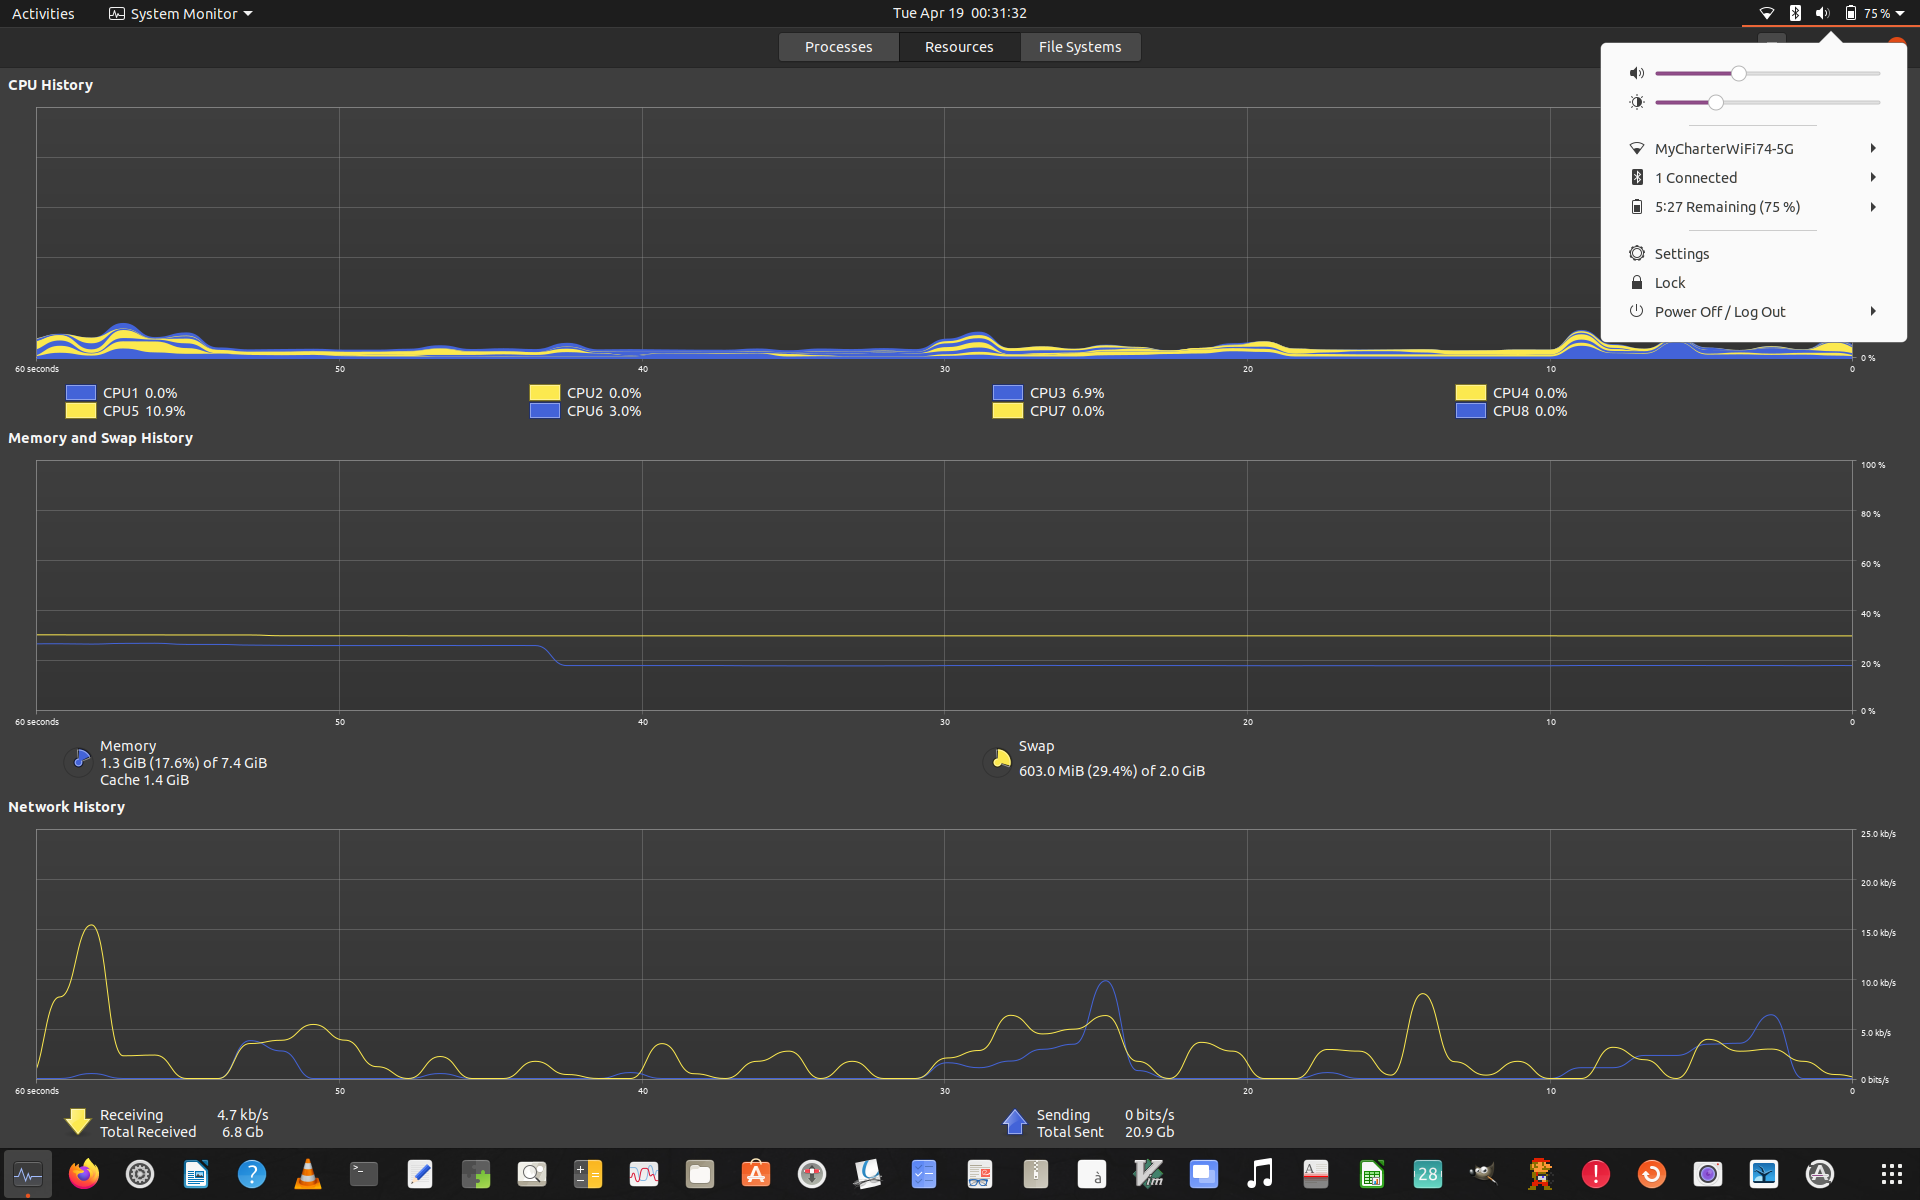 Activities
System Monitor
Tue Apr 19 00:31:32
75 %
Processes
Resources
File Systems
MyCharterWiFi74-5G
1 Connected
5:27 Remaining (75 %)
Settings
Lock
Power Off / Log Out
CPU History
0 %
60 seconds 50 40 30 20 10 0
CPU1 0.0% CPU2 0.0% CPU3 6.9% CPU4 0.0%
CPU5 10.9% CPU6 3.0% CPU7 0.0% CPU8 0.0%
Memory and Swap History
100 %
80 %
60 %
40 %
20 %
0 %
60 seconds 50 40 30 20 10 0
Memory
1.3 GiB (17.6%) of 7.4 GiB
Cache 1.4 GiB
Swap
603.0 MiB (29.4%) of 2.0 GiB
Network History
25.0 kb/s
20.0 kb/s
15.0 kb/s
10.0 kb/s
5.0 kb/s
0 bits/s
60 seconds 50 40 30 20 10 0
Receiving 4.7 kb/s
Total Received 6.8 Gb
Sending 0 bits/s
Total Sent 20.9 Gb
?
>_
à
Vim
A
28
!